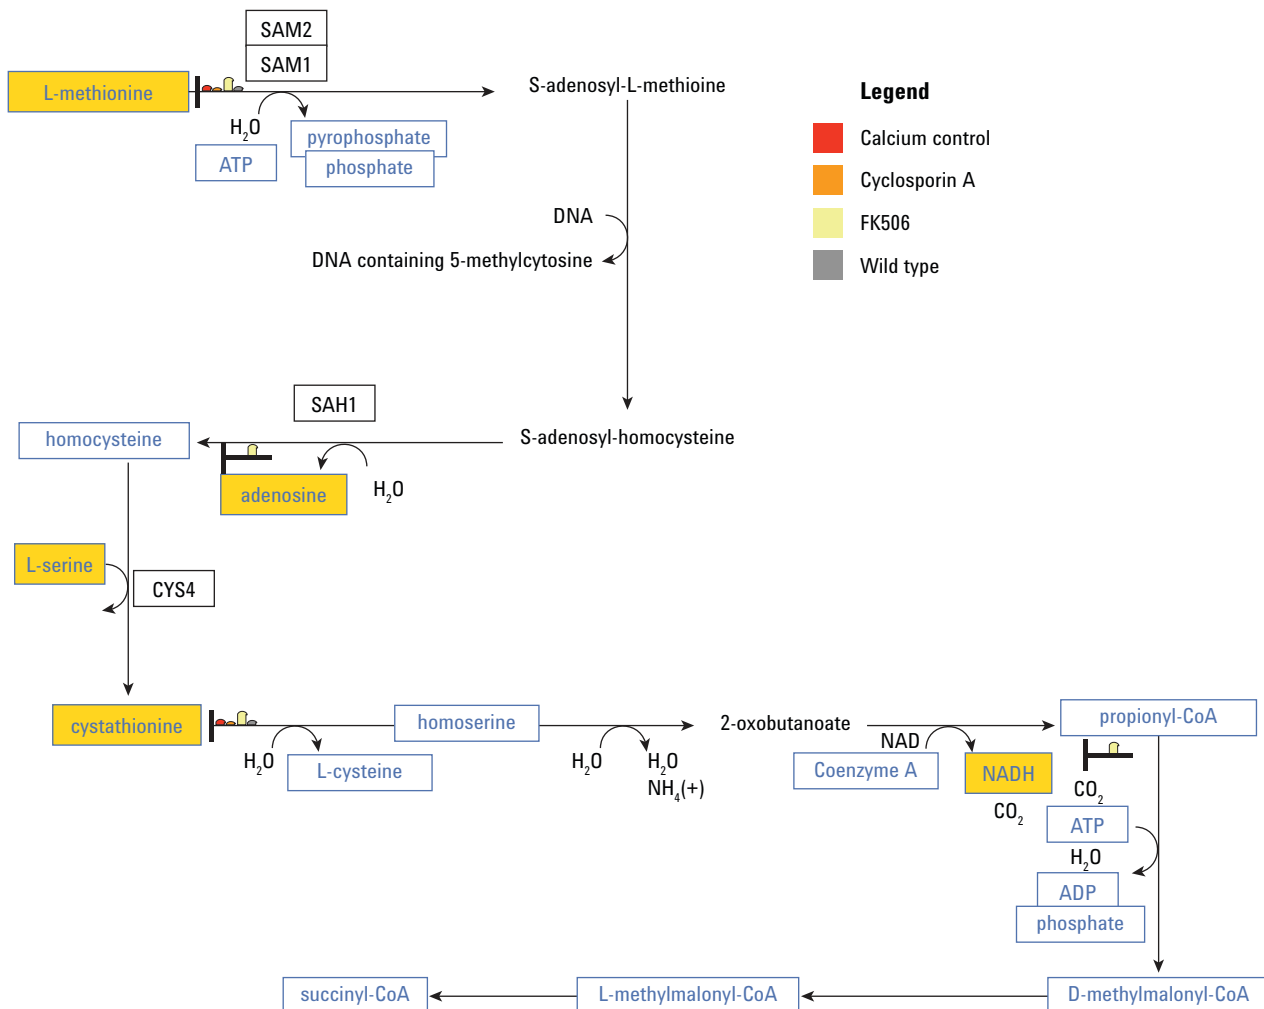 SAM2
SAM1
L-methionine
S-adenosyl-L-methioine
H₂O
ATP
pyrophosphate
phosphate
Legend
Calcium control
Cyclosporin A
FK506
Wild type
DNA
DNA containing 5-methylcytosine
SAH1
homocysteine
S-adenosyl-homocysteine
adenosine
H₂O
L-serine
CYS4
cystathionine
homoserine
2-oxobutanoate
propionyl-CoA
H₂O
L-cysteine
H₂O
H₂O
NH₄(+)
NAD
Coenzyme A
NADH
CO₂
CO₂
ATP
H₂O
ADP
phosphate
succinyl-CoA
L-methylmalonyl-CoA
D-methylmalonyl-CoA